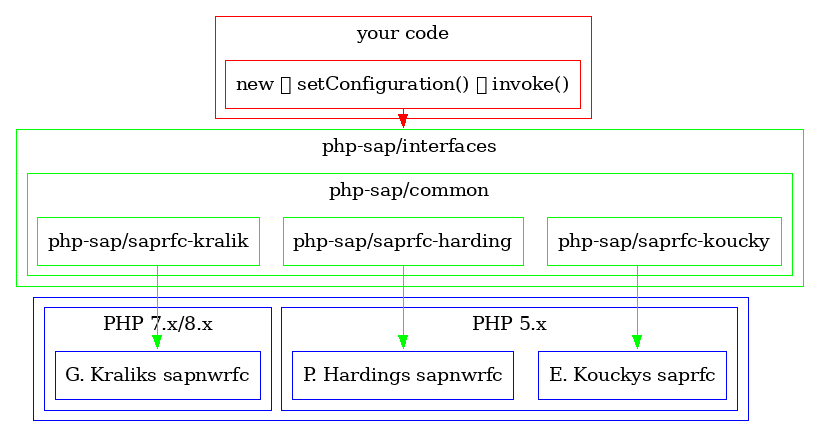 your code
new ▯ setConfiguration() ▯ invoke()
php-sap/interfaces
php-sap/common
php-sap/saprfc-kralik
php-sap/saprfc-harding
php-sap/saprfc-koucky
PHP 7.x/8.x
PHP 5.x
G. Kraliks sapnwrfc
P. Hardings sapnwrfc
E. Kouckys saprfc